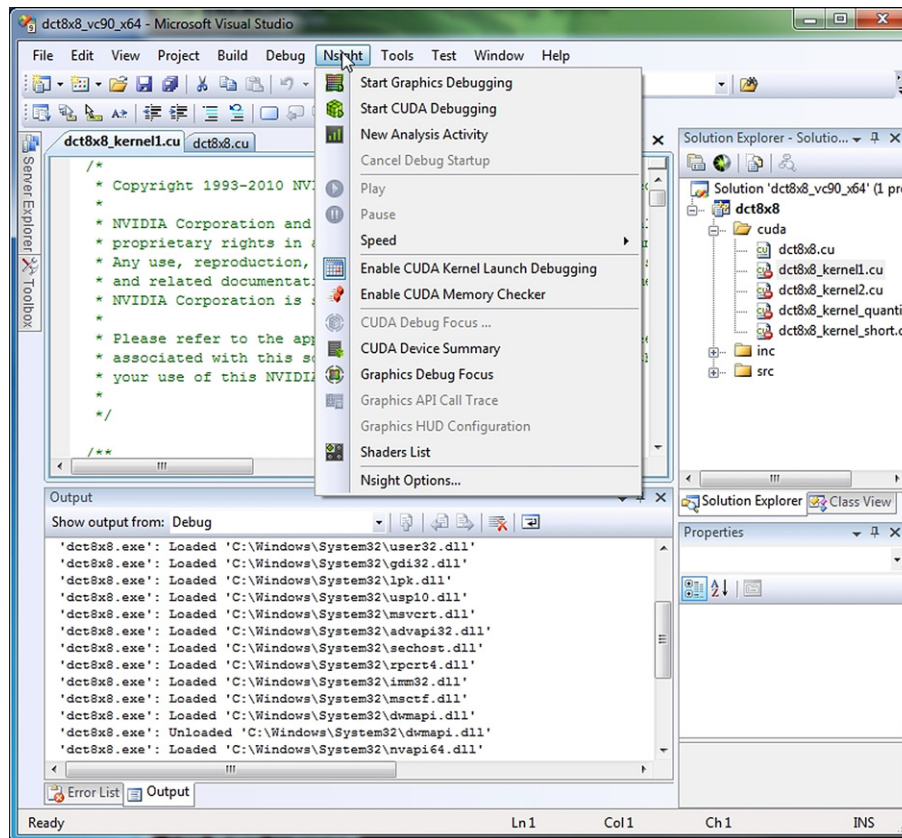 dct8x8_vc90_x64 - Microsoft Visual Studio
File Edit View Project Build Debug Nsight Tools Test Window Help
Start Graphics Debugging
Start CUDA Debugging
New Analysis Activity
Cancel Debug Startup
Play
Pause
Speed
Enable CUDA Kernel Launch Debugging
Enable CUDA Memory Checker
CUDA Debug Focus ...
CUDA Device Summary
Graphics Debug Focus
Graphics API Call Trace
Graphics HUD Configuration
Shaders List
Nsight Options...
Server Explorer
Toolbox
dct8x8_kernel1.cu dct8x8.cu
/*
* Copyright 1993-2010
*
* NVIDIA Corporation and
* proprietary rights in
* Any use, reproduction,
* and related
* NVIDIA Corporation is
*
* Please refer to the
* associated with this
* your use of this
*
*/
/**
Solution Explorer - Solutio...
Solution 'dct8x8_vc90_x64' (1
dct8x8
cuda
dct8x8.cu
dct8x8_kernel1.cu
dct8x8_kernel2.cu
dct8x8_kernel_quanti
dct8x8_kernel_short.c
inc
src
Solution Explorer Class View
Properties
Output
Show output from: Debug
'dct8x8.exe': Loaded 'C:\Windows\System32\user32.dll'
'dct8x8.exe': Loaded 'C:\Windows\System32\gdi32.dll'
'dct8x8.exe': Loaded 'C:\Windows\System32\lpk.dll'
'dct8x8.exe': Loaded 'C:\Windows\System32\usp10.dll'
'dct8x8.exe': Loaded 'C:\Windows\System32\msvcrt.dll'
'dct8x8.exe': Loaded 'C:\Windows\System32\advapi32.dll'
'dct8x8.exe': Loaded 'C:\Windows\System32\sechost.dll'
'dct8x8.exe': Loaded 'C:\Windows\System32\rpcrt4.dll'
'dct8x8.exe': Loaded 'C:\Windows\System32\imm32.dll'
'dct8x8.exe': Loaded 'C:\Windows\System32\msctf.dll'
'dct8x8.exe': Loaded 'C:\Windows\System32\dwmapi.dll'
'dct8x8.exe': Unloaded 'C:\Windows\System32\dwmapi.dll'
'dct8x8.exe': Loaded 'C:\Windows\System32\nvapi64.dll'
Error List Output
Ready Ln 1 Col 1 Ch 1 INS